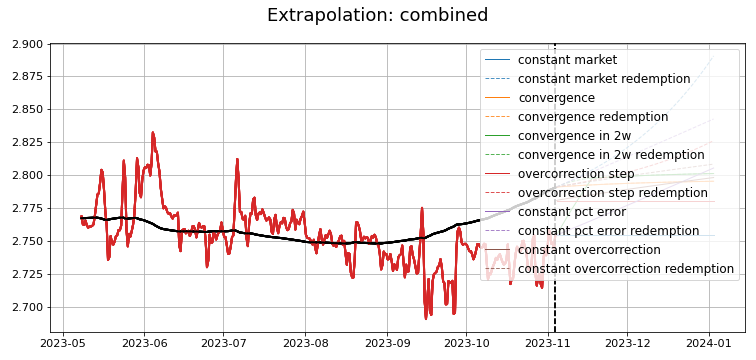 Extrapolation: combined
2.900
2.875
2.850
2.825
2.800
2.775
2.750
2.725
2.700
constant market
constant market redemption
convergence
convergence redemption
convergence in 2w
convergence in 2w redemption
overcorrection step
overcorrection step redemption
constant pct error
constant pct error redemption
constant overcorrection
constant overcorrection redemption
2023-05 2023-06 2023-07 2023-08 2023-09 2023-10 2023-11 2023-12 2024-01